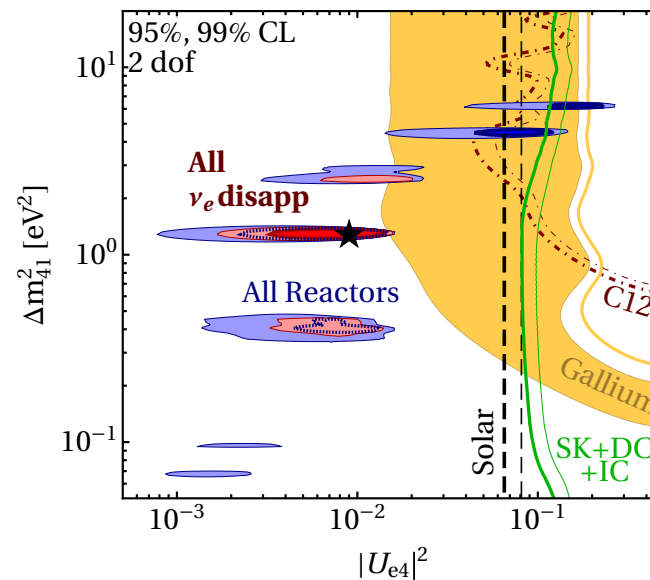 95%, 99% CL
2 dof
All
νₑ disapp
All Reactors
C12
Gallium
Solar
SK+DC
+IC
10¹
10⁰
10⁻¹
Δm²₄₁ [eV²]
10⁻³
10⁻²
10⁻¹
|Uₑ₄|²